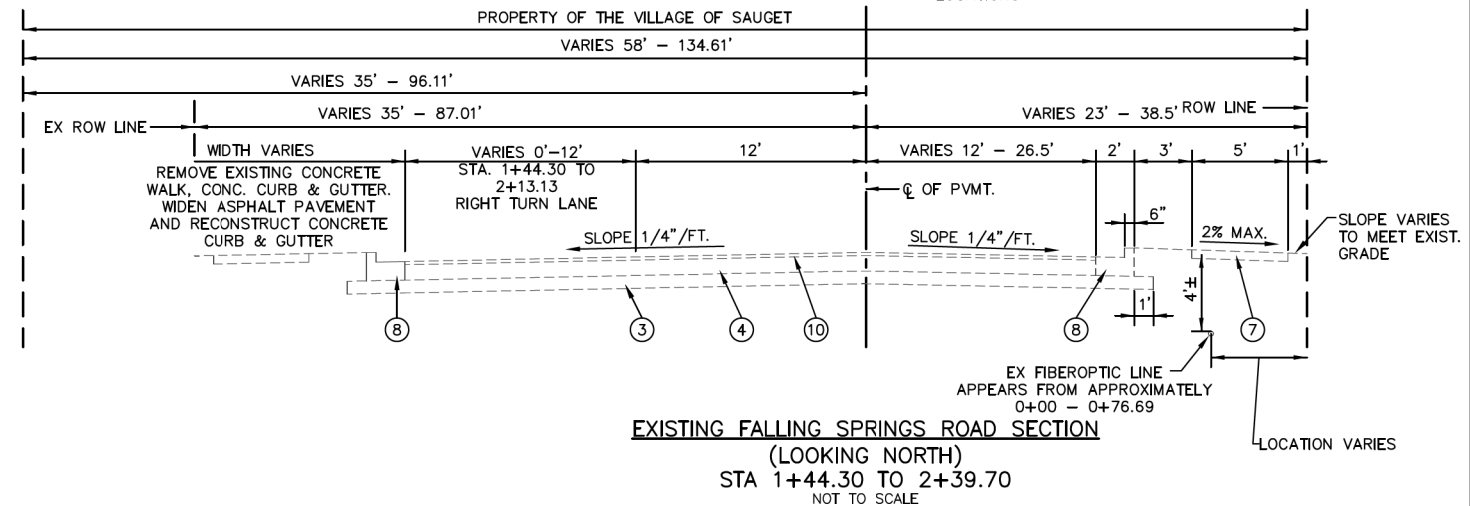 PROPERTY OF THE VILLAGE OF SAUGET
VARIES 58' – 134.61'
VARIES 35' – 96.11'
VARIES 35' – 87.01'
VARIES 23' – 38.5'
ROW LINE
EX ROW LINE
WIDTH VARIES
REMOVE EXISTING CONCRETE
WALK, CONC. CURB & GUTTER.
WIDEN ASPHALT PAVEMENT
AND RECONSTRUCT CONCRETE
CURB & GUTTER
VARIES 0'–12'
STA. 1+44.30 TO
2+13.13
RIGHT TURN LANE
12'
VARIES 12' – 26.5'
2'
3'
5'
1'
℄ OF PVMT.
6"
SLOPE 1/4"/FT.
SLOPE 1/4"/FT.
2% MAX.
SLOPE VARIES
TO MEET EXIST.
GRADE
4'±
1'
8
3
4
10
8
7
EX FIBEROPTIC LINE
APPEARS FROM APPROXIMATELY
0+00 – 0+76.69
LOCATION VARIES
EXISTING FALLING SPRINGS ROAD SECTION
(LOOKING NORTH)
STA 1+44.30 TO 2+39.70
NOT TO SCALE